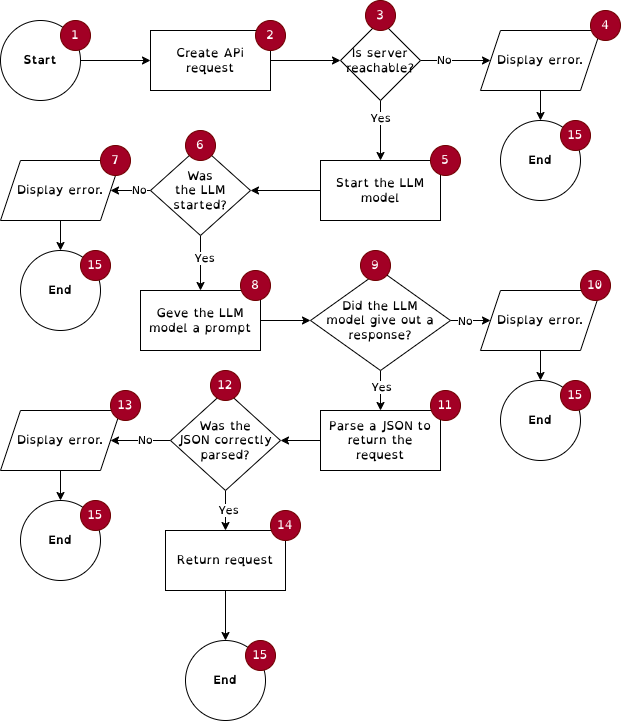 1
Start
2
Create APi
request
3
Is server
reachable?
No
4
Display error.
15
End
Yes
5
Start the LLM
model
6
Was
the LLM
started?
No
7
Display error.
15
End
Yes
8
Geve the LLM
model a prompt
9
Did the LLM
model give out a
response?
No
10
Display error.
15
End
Yes
11
Parse a JSON to
return the
request
12
Was the
JSON correctly
parsed?
No
13
Display error.
15
End
Yes
14
Return request
15
End